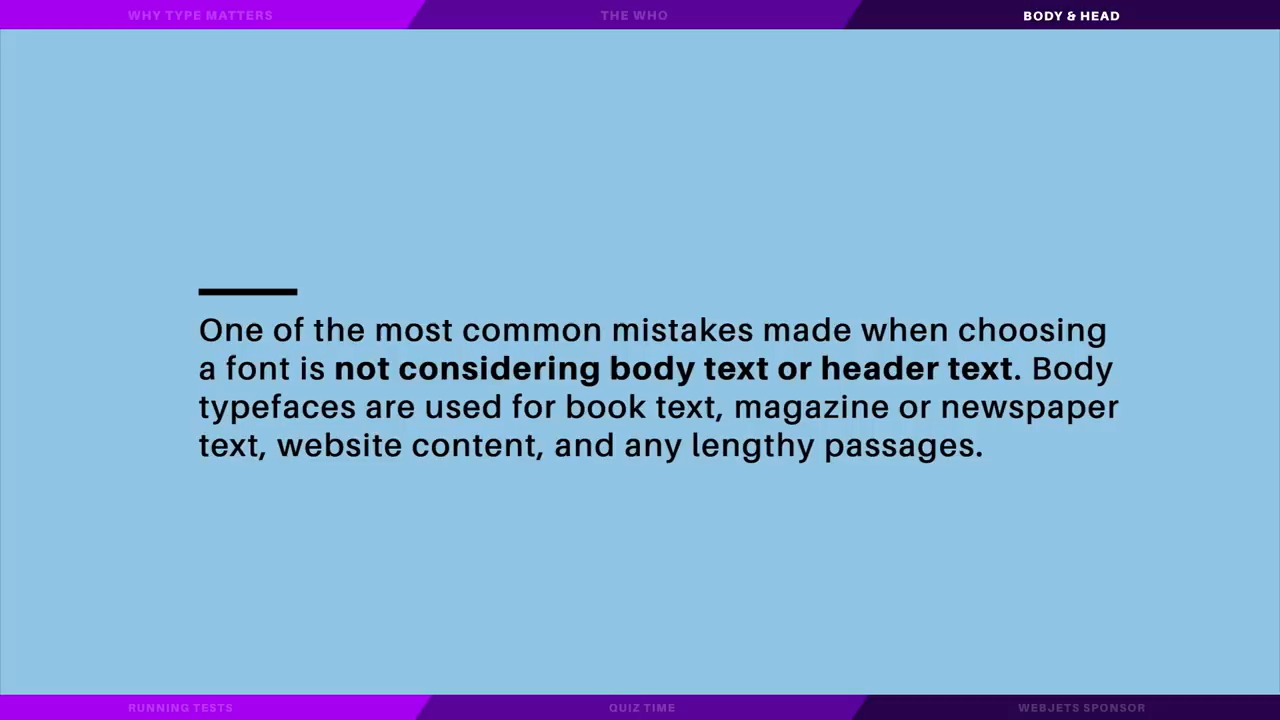 WHY TYPE MATTERS
THE WHO
BODY & HEAD
One of the most common mistakes made when choosing
a font is not considering body text or header text. Body
typefaces are used for book text, magazine or newspaper
text, website content, and any lengthy passages.
RUNNING TESTS
QUIZ TIME
WEBJETS SPONSOR